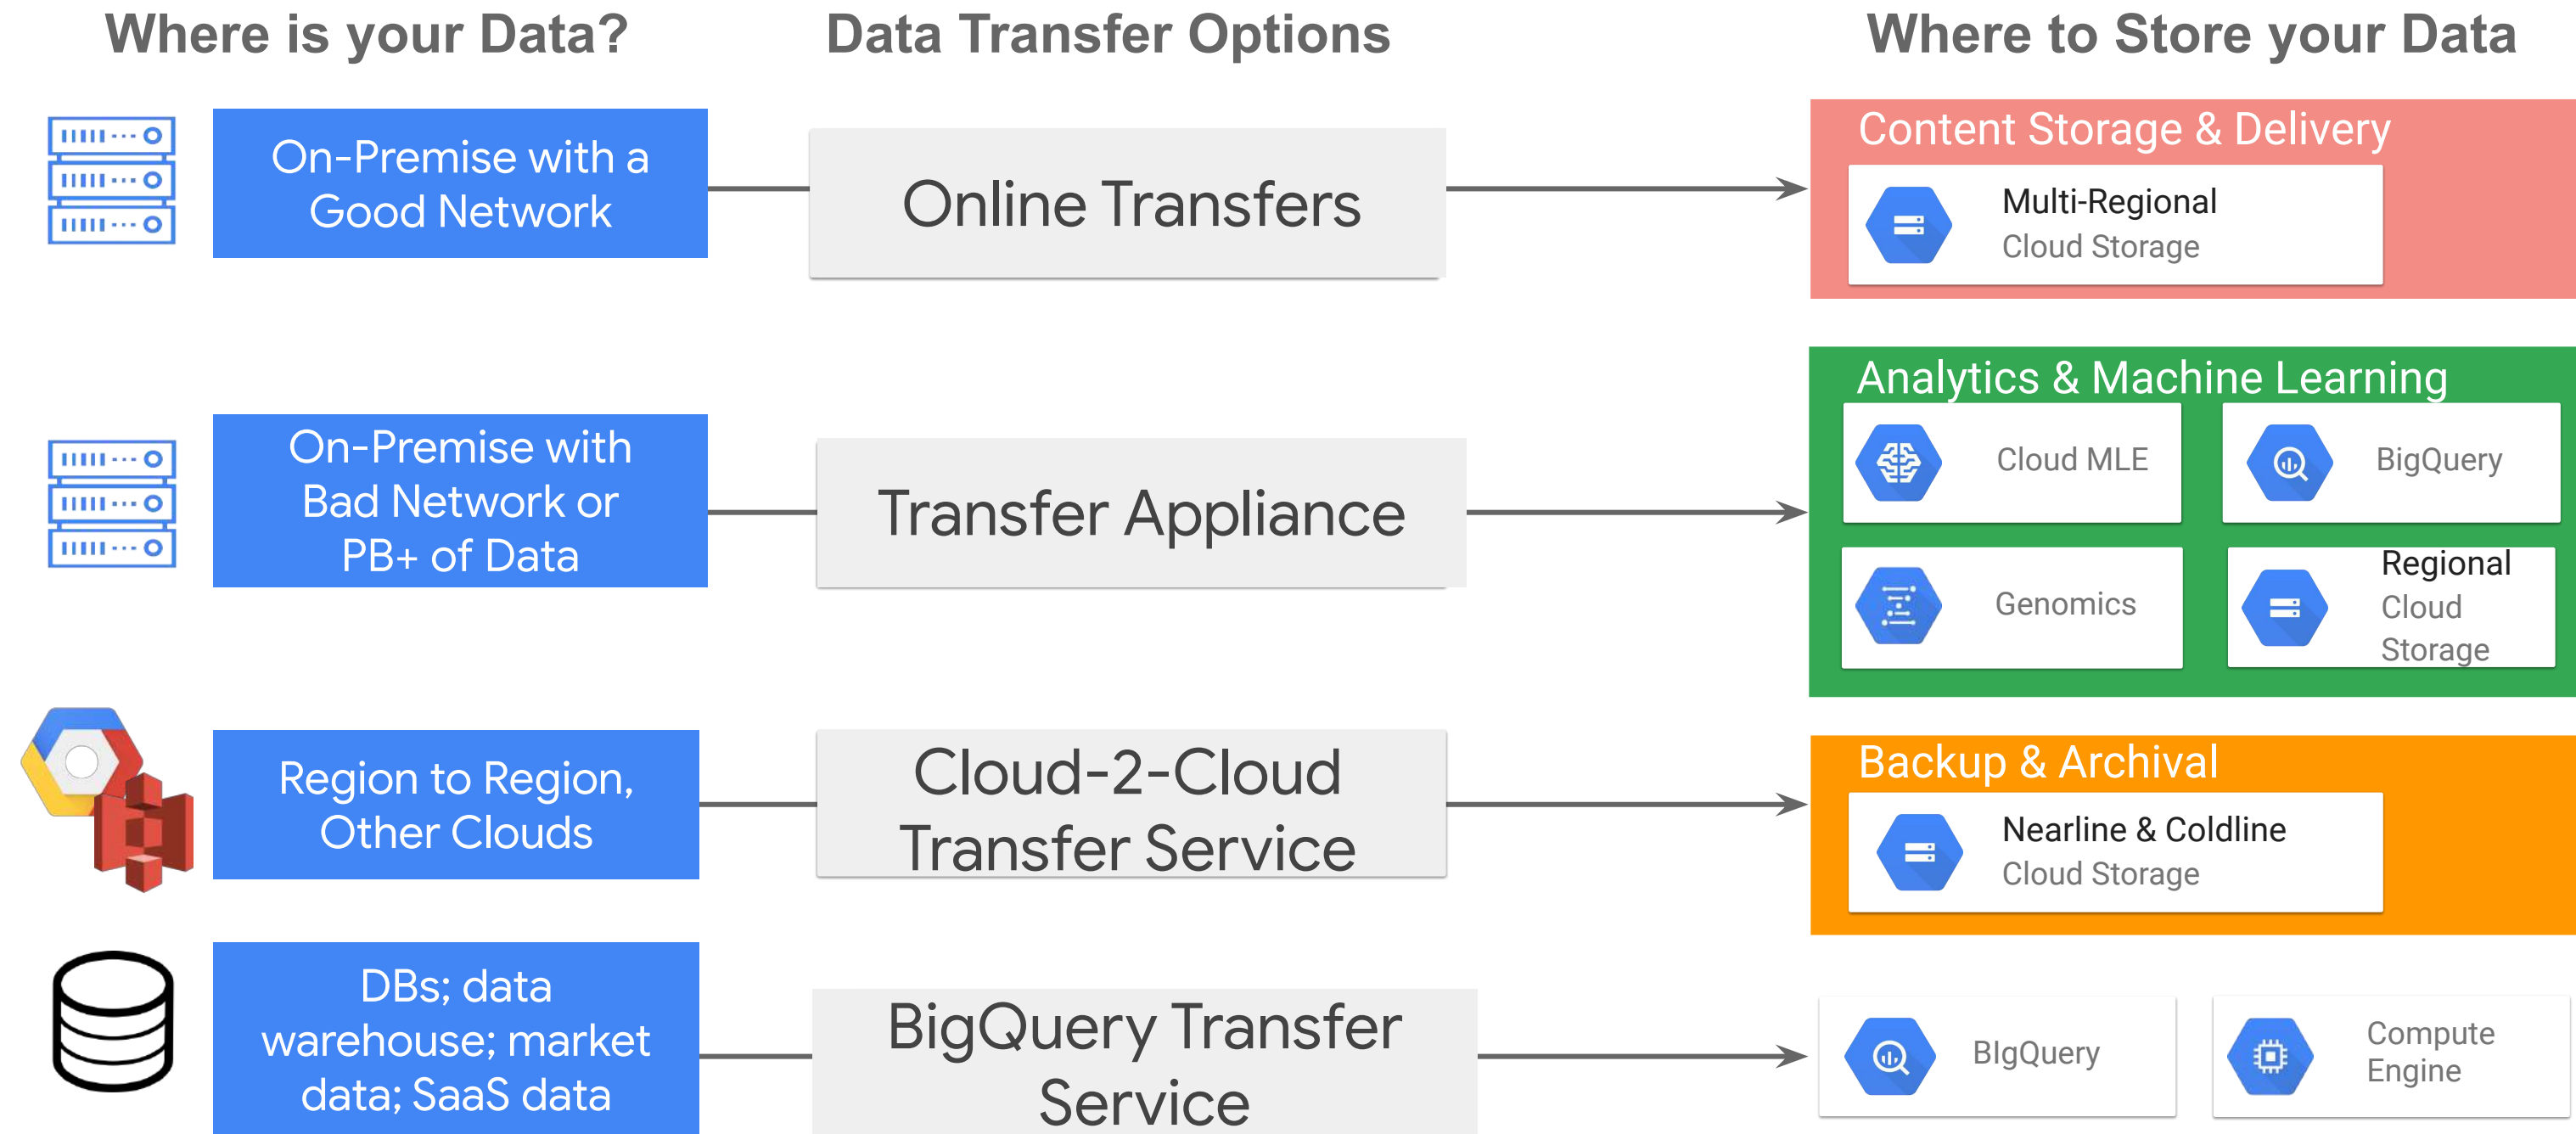 Where is your Data?
Data Transfer Options
Where to Store your Data
On-Premise with a
Good Network
Online Transfers
Content Storage & Delivery
Multi-Regional
Cloud Storage
On-Premise with
Bad Network or
PB+ of Data
Transfer Appliance
Analytics & Machine Learning
Cloud MLE
BigQuery
Genomics
Regional
Cloud
Storage
Region to Region,
Other Clouds
Cloud-2-Cloud
Transfer Service
Backup & Archival
Nearline & Coldline
Cloud Storage
DBs; data
warehouse; market
data; SaaS data
BigQuery Transfer
Service
BIgQuery
Compute
Engine